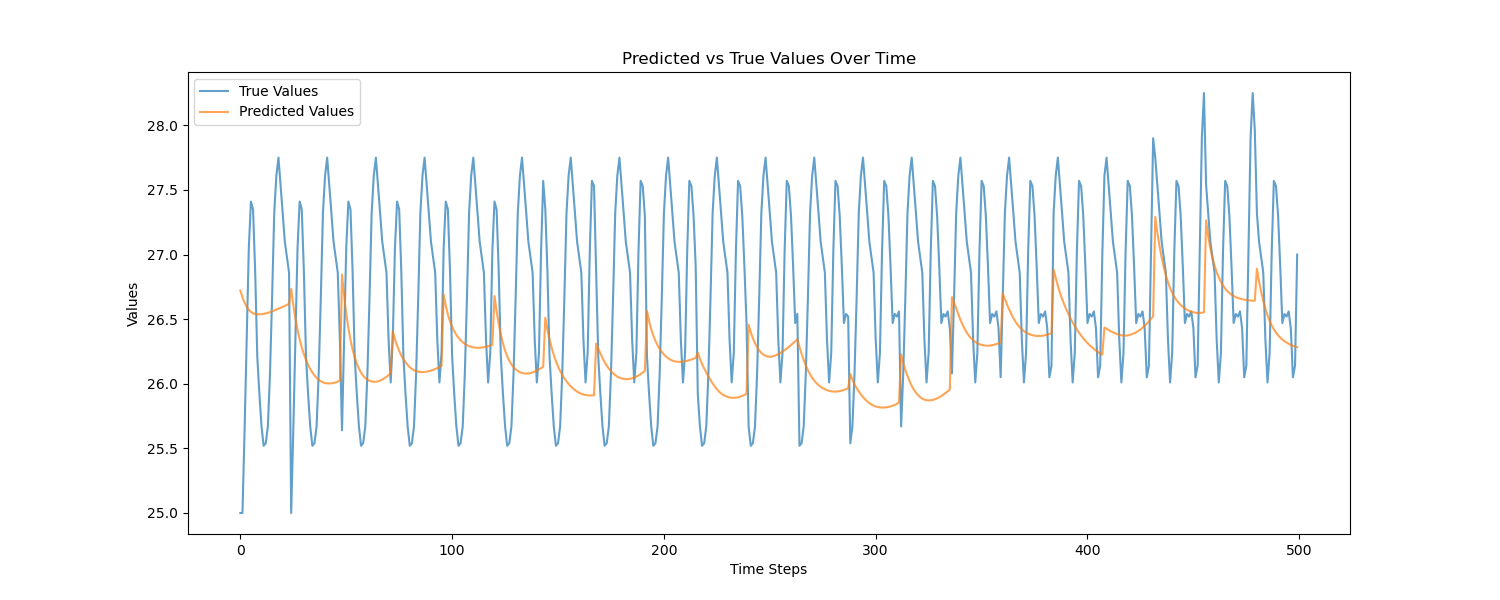 Predicted vs True Values Over Time
True Values
Predicted Values
Values
28.0
27.5
27.0
26.5
26.0
25.5
25.0
0
100
200
300
400
500
Time Steps